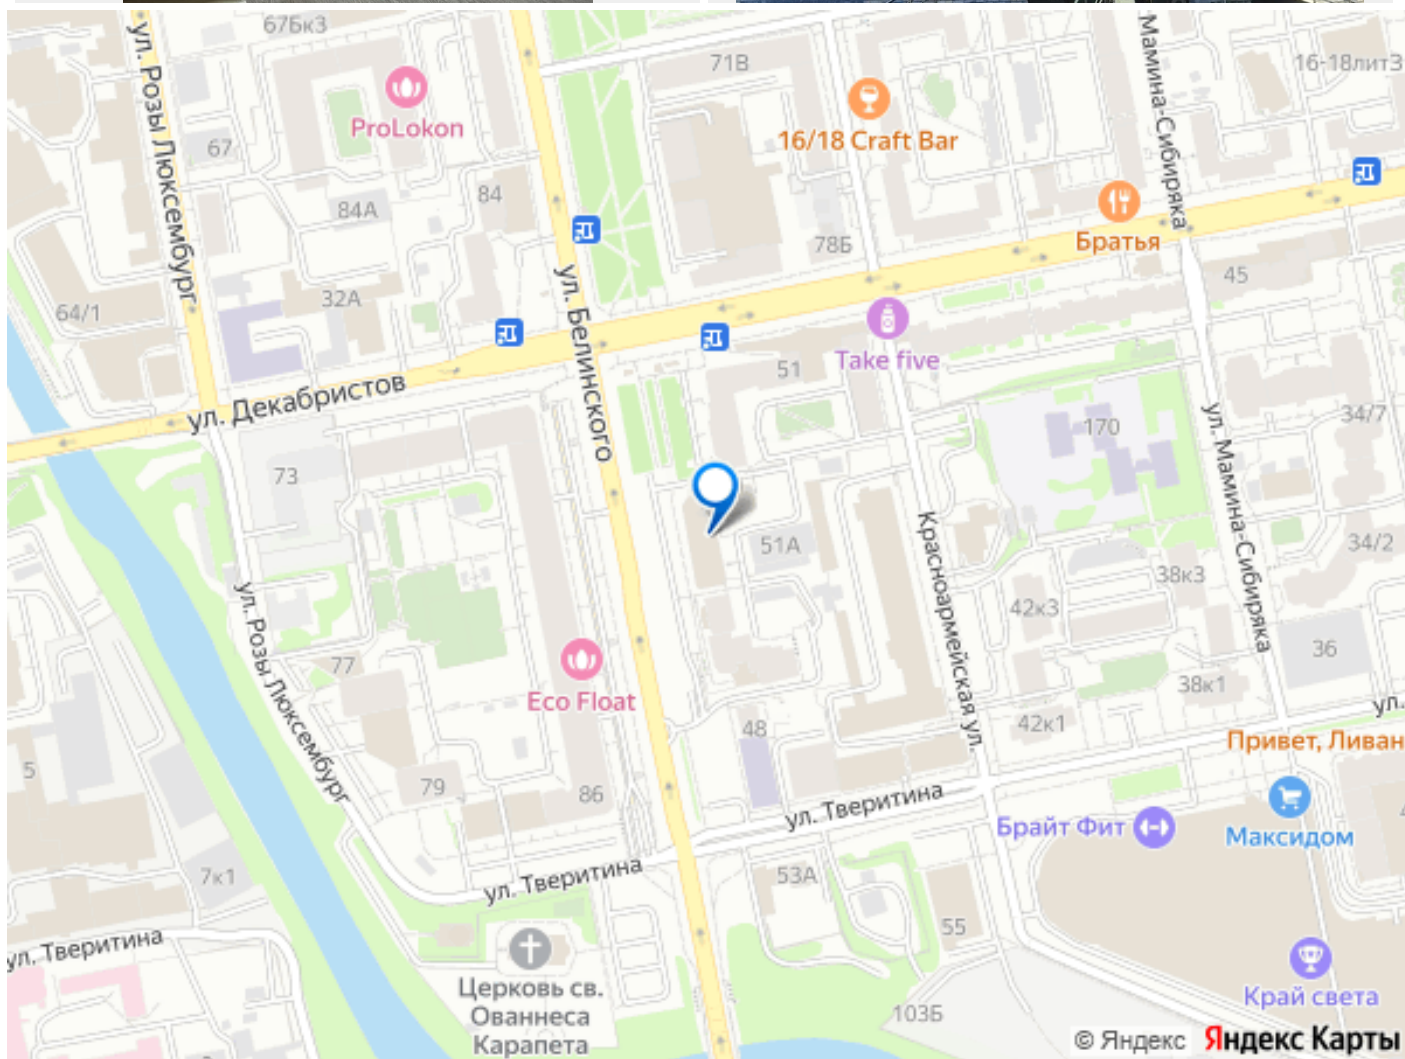 67Бк3
ул. Розы Люксембург
ProLokon
67
84А
84
71В
16/18 Craft Bar
Мамина-Сибиряка
16-18литЗ
78Б
Братья
45
64/1
32А
ул. Белинского
Take five
51
ул. Декабристов
170
34/7
73
ул. Мамина-Сибиряка
51А
Красноармейская ул.
38к3
34/2
42к3
ул. Розы Люксембург
77
36
Eco Float
38к1
48
42к1
ул.
Привет, Ливан
5
79
86
ул. Тверитина
Брайт Фит
Максидом
7к1
ул. Тверитина
53А
55
ул. Тверитина
Церковь св.
Ованнеса
Карапета
103Б
Край света
© Яндекс Яндекс Карты